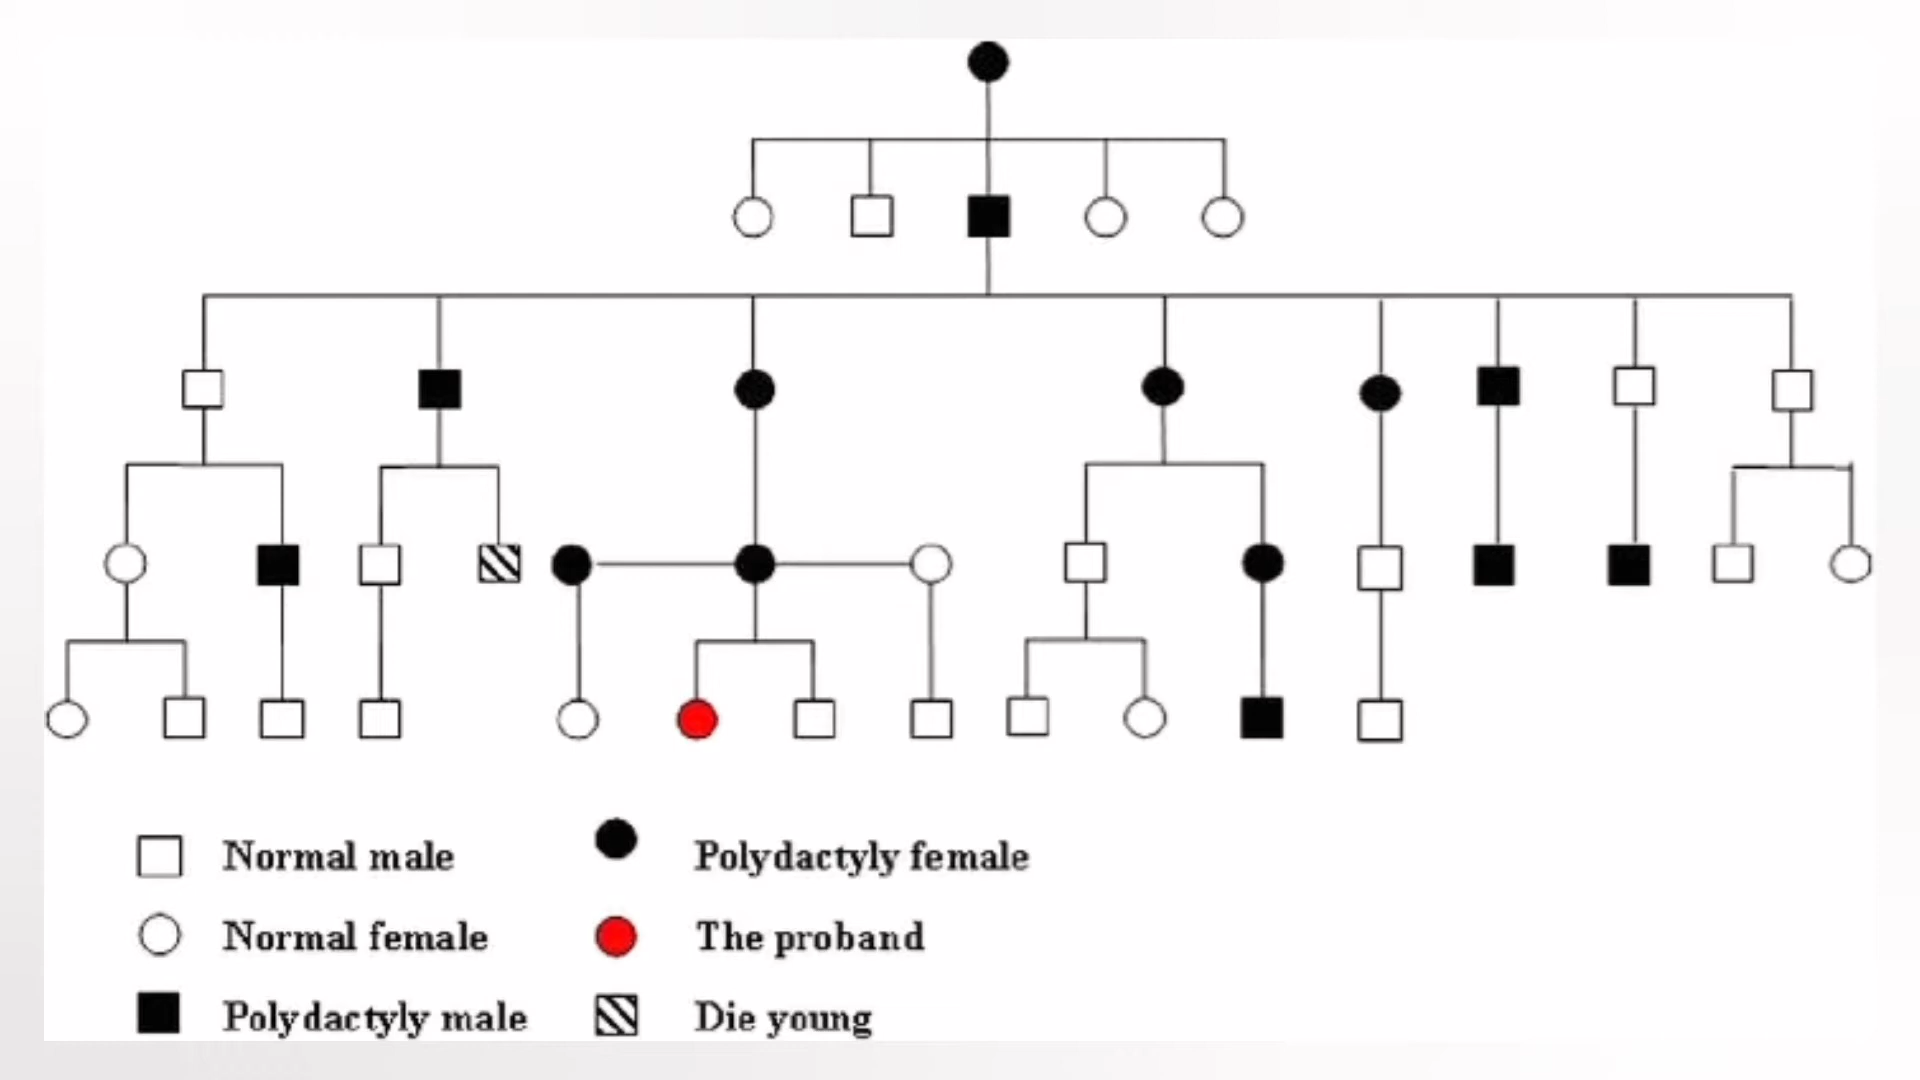 Normal male
Polydactyly female
Normal female
The proband
Polydactyly male
Die young